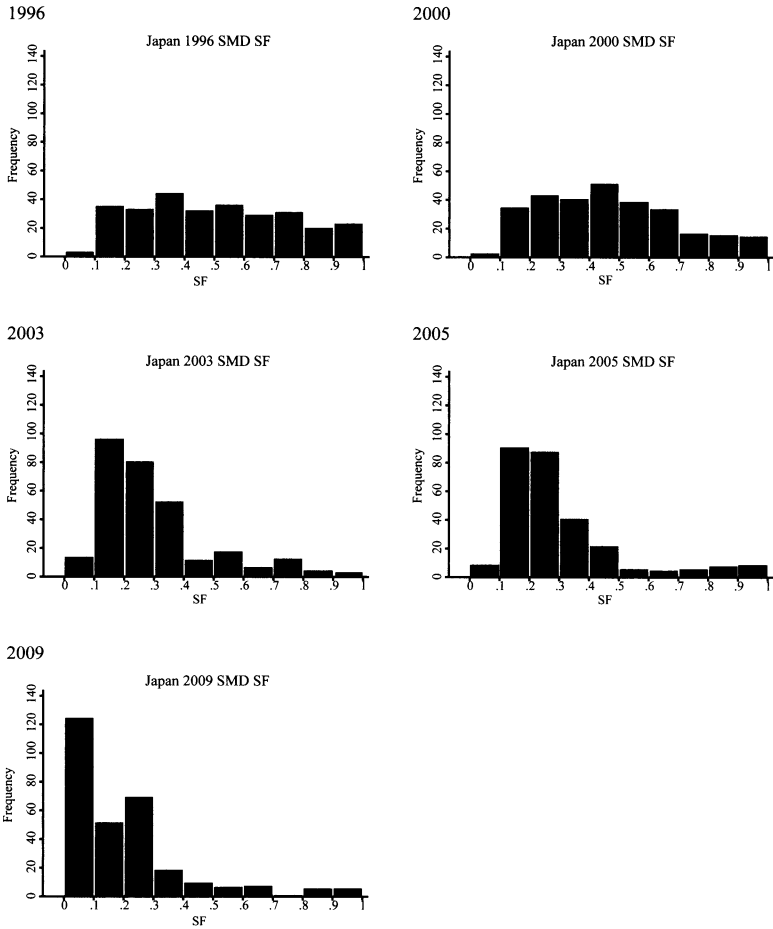 1996
Japan 1996 SMD SF
Frequency
0 20 40 60 80 100 120 140
0 .1 .2 .3 .4 .5 .6 .7 .8 .9 1
SF
2000
Japan 2000 SMD SF
Frequency
0 20 40 60 80 100 120 140
0 .1 .2 .3 .4 .5 .6 .7 .8 .9 1
SF
2003
Japan 2003 SMD SF
Frequency
0 20 40 60 80 100 120 140
0 .1 .2 .3 .4 .5 .6 .7 .8 .9 1
SF
2005
Japan 2005 SMD SF
Frequency
0 20 40 60 80 100 120 140
0 .1 .2 .3 .4 .5 .6 .7 .8 .9 1
SF
2009
Japan 2009 SMD SF
Frequency
0 20 40 60 80 100 120 140
0 .1 .2 .3 .4 .5 .6 .7 .8 .9 1
SF